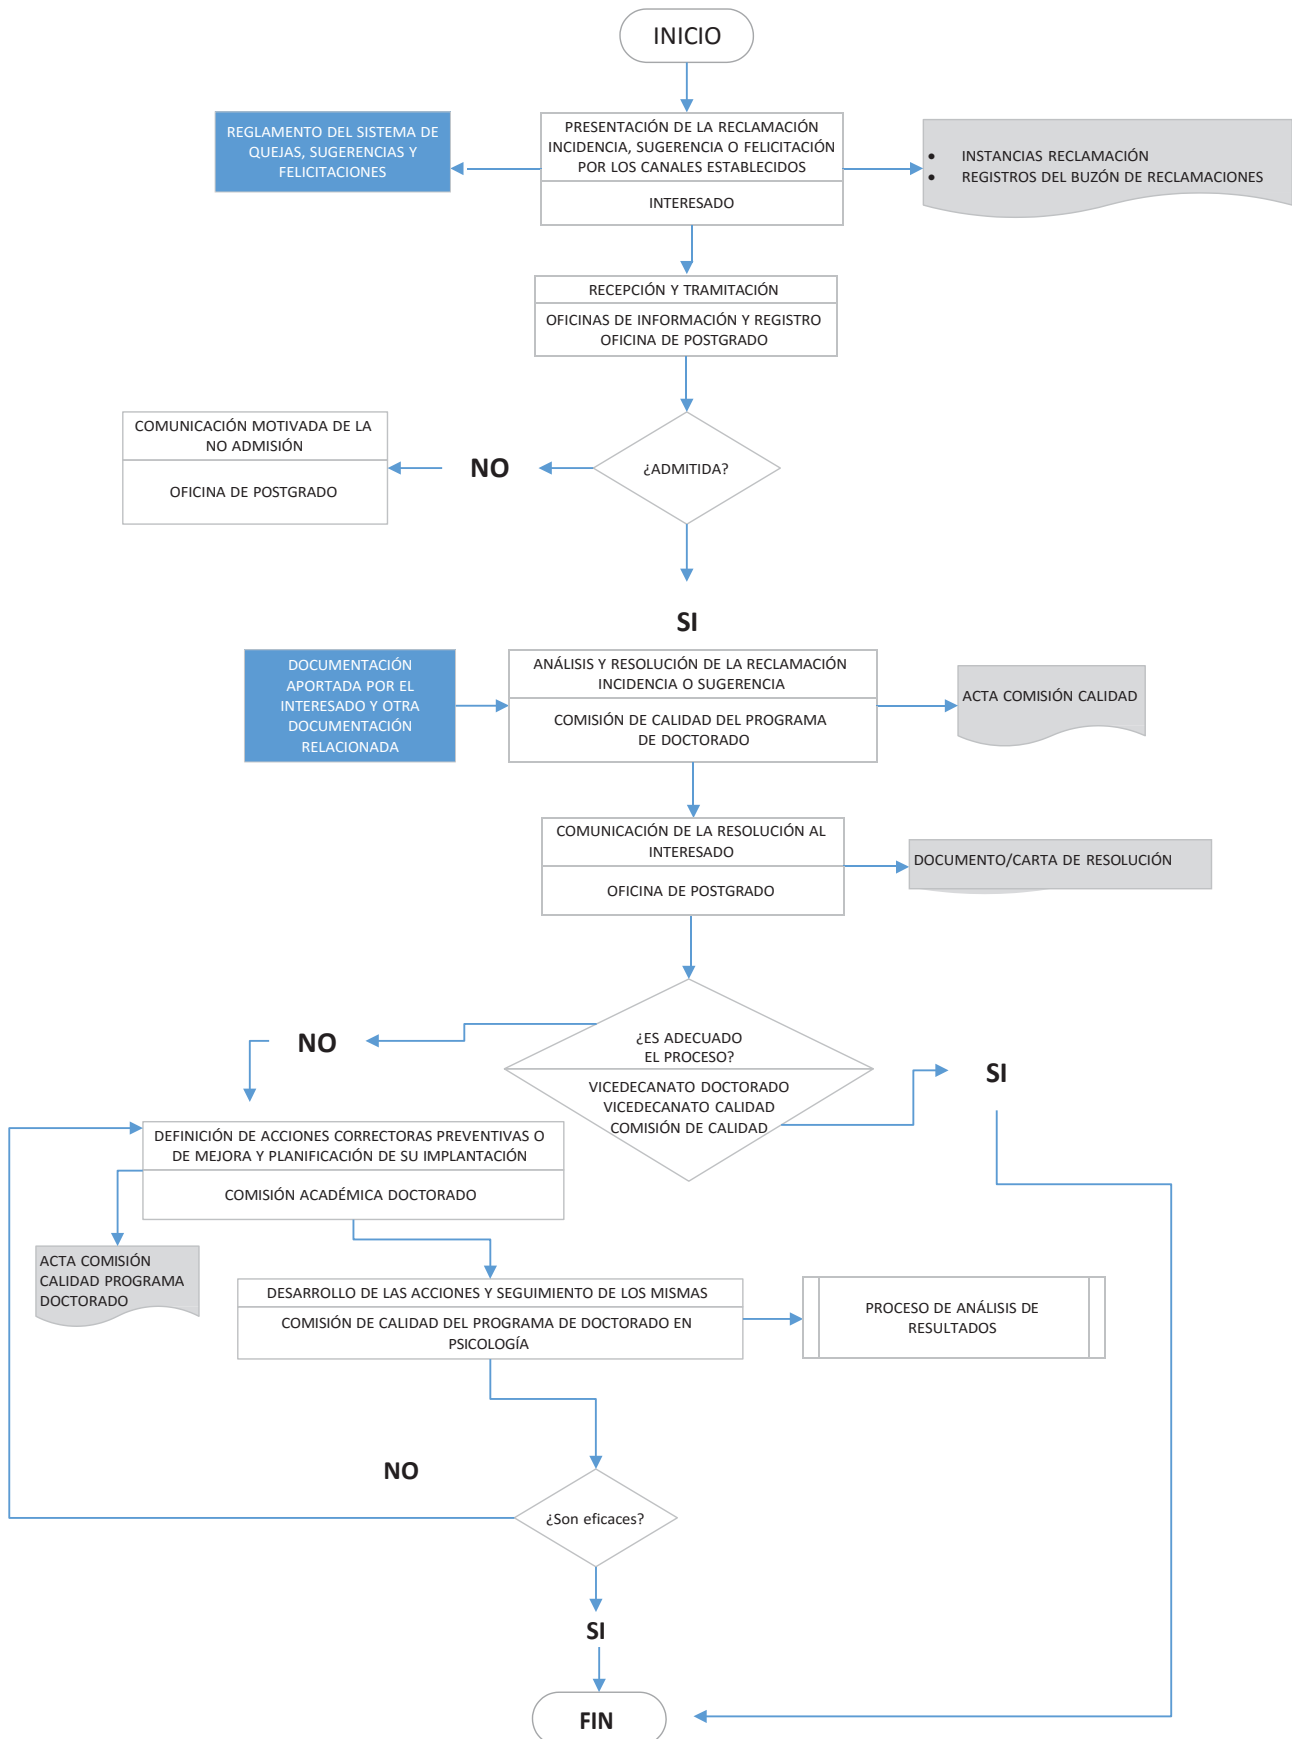 INICIO
REGLAMENTO DEL SISTEMA DE
QUEJAS, SUGERENCIAS Y
FELICITACIONES
PRESENTACIÓN DE LA RECLAMACIÓN
INCIDENCIA, SUGERENCIA O FELICITACIÓN
POR LOS CANALES ESTABLECIDOS
INTERESADO
• INSTANCIAS RECLAMACIÓN
• REGISTROS DEL BUZÓN DE RECLAMACIONES
RECEPCIÓN Y TRAMITACIÓN
OFICINAS DE INFORMACIÓN Y REGISTRO
OFICINA DE POSTGRADO
COMUNICACIÓN MOTIVADA DE LA
NO ADMISIÓN
OFICINA DE POSTGRADO
NO
¿ADMITIDA?
SI
DOCUMENTACIÓN
APORTADA POR EL
INTERESADO Y OTRA
DOCUMENTACIÓN
RELACIONADA
ANÁLISIS Y RESOLUCIÓN DE LA RECLAMACIÓN
INCIDENCIA O SUGERENCIA
COMISIÓN DE CALIDAD DEL PROGRAMA
DE DOCTORADO
ACTA COMISIÓN CALIDAD
COMUNICACIÓN DE LA RESOLUCIÓN AL
INTERESADO
OFICINA DE POSTGRADO
DOCUMENTO/CARTA DE RESOLUCIÓN
NO
¿ES ADECUADO
EL PROCESO?
VICEDECANATO DOCTORADO
VICEDECANATO CALIDAD
COMISIÓN DE CALIDAD
SI
DEFINICIÓN DE ACCIONES CORRECTORAS PREVENTIVAS O
DE MEJORA Y PLANIFICACIÓN DE SU IMPLANTACIÓN
COMISIÓN ACADÉMICA DOCTORADO
ACTA COMISIÓN
CALIDAD PROGRAMA
DOCTORADO
DESARROLLO DE LAS ACCIONES Y SEGUIMIENTO DE LOS MISMAS
COMISIÓN DE CALIDAD DEL PROGRAMA DE DOCTORADO EN
PSICOLOGÍA
PROCESO DE ANÁLISIS DE
RESULTADOS
NO
¿Son eficaces?
SI
FIN